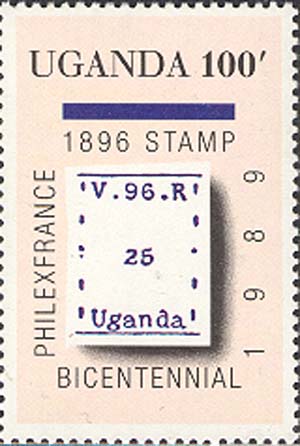 UGANDA 100/
1896 STAMP
PHILEXFRANCE
V.96.R
25
Uganda
1989
BICENTENNIAL